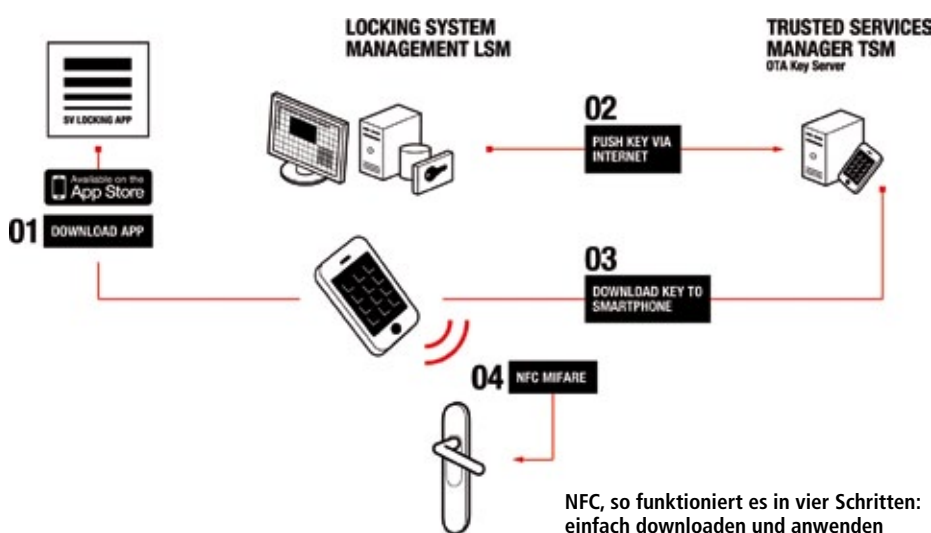 LOCKING SYSTEM
MANAGEMENT LSM
TRUSTED SERVICES
MANAGER TSM
OTA Key Server
SV LOCKING APP
Available on the
App Store
01 DOWNLOAD APP
02
PUSH KEY VIA
INTERNET
03
DOWNLOAD KEY TO
SMARTPHONE
04 NFC MIFARE
NFC, so funktioniert es in vier Schritten:
einfach downloaden und anwenden